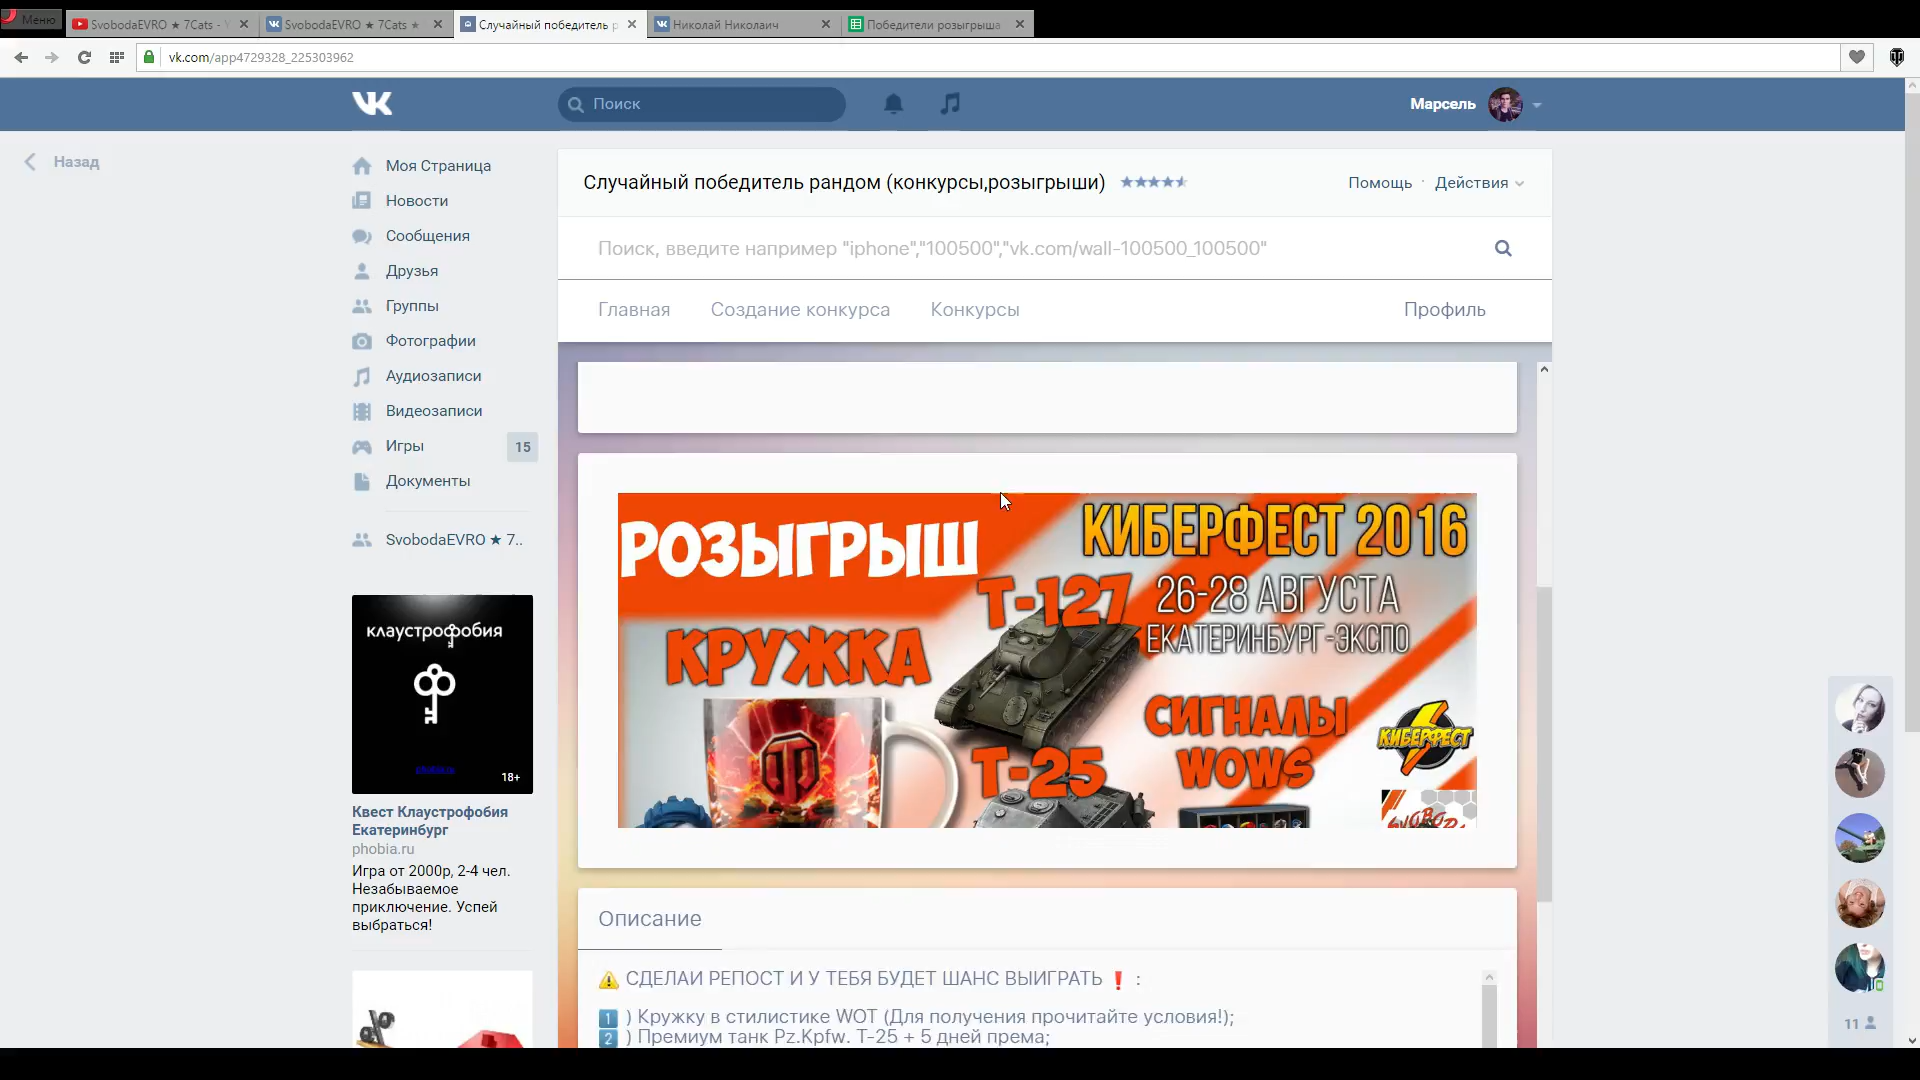 Меню
SvobodaEVRO ★ 7Cats -
SvobodaEVRO ★ 7Cats ★
Случайный победитель р
Николай Николаич
Победители розыгрыша
vk.com/app4729328_225303962
Поиск
Марсель
Назад
Моя Страница
Новости
Сообщения
Друзья
Группы
Фотографии
Аудиозаписи
Видеозаписи
Игры
15
Документы
SvobodaEVRO ★ 7..
клаустрофобия
phobia.ru
18+
Квест Клаустрофобия
Екатеринбург
phobia.ru
Игра от 2000р, 2-4 чел.
Незабываемое
приключение. Успей
выбраться!
Случайный победитель рандом (конкурсы,розыгрыши)
Помощь · Действия
Поиск, введите например "iphone","100500","vk.com/wall-100500_100500"
Главная
Создание конкурса
Конкурсы
Профиль
РОЗЫГРЫШ
КИБЕРФЕСТ 2016
Т-127
26-28 АВГУСТА
ЕКАТЕРИНБУРГ-ЭКСПО
КРУЖКА
СИГНАЛЫ
WOWS
КИБЕРФЕСТ
Т-25
Описание
⚠ СДЕЛАЙ РЕПОСТ И У ТЕБЯ БУДЕТ ШАНС ВЫИГРАТЬ ❗ :
1 ) Кружку в стилистике WOT (Для получения прочитайте условия!);
2 ) Премиум танк Pz.Kpfw. T-25 + 5 дней према;
11